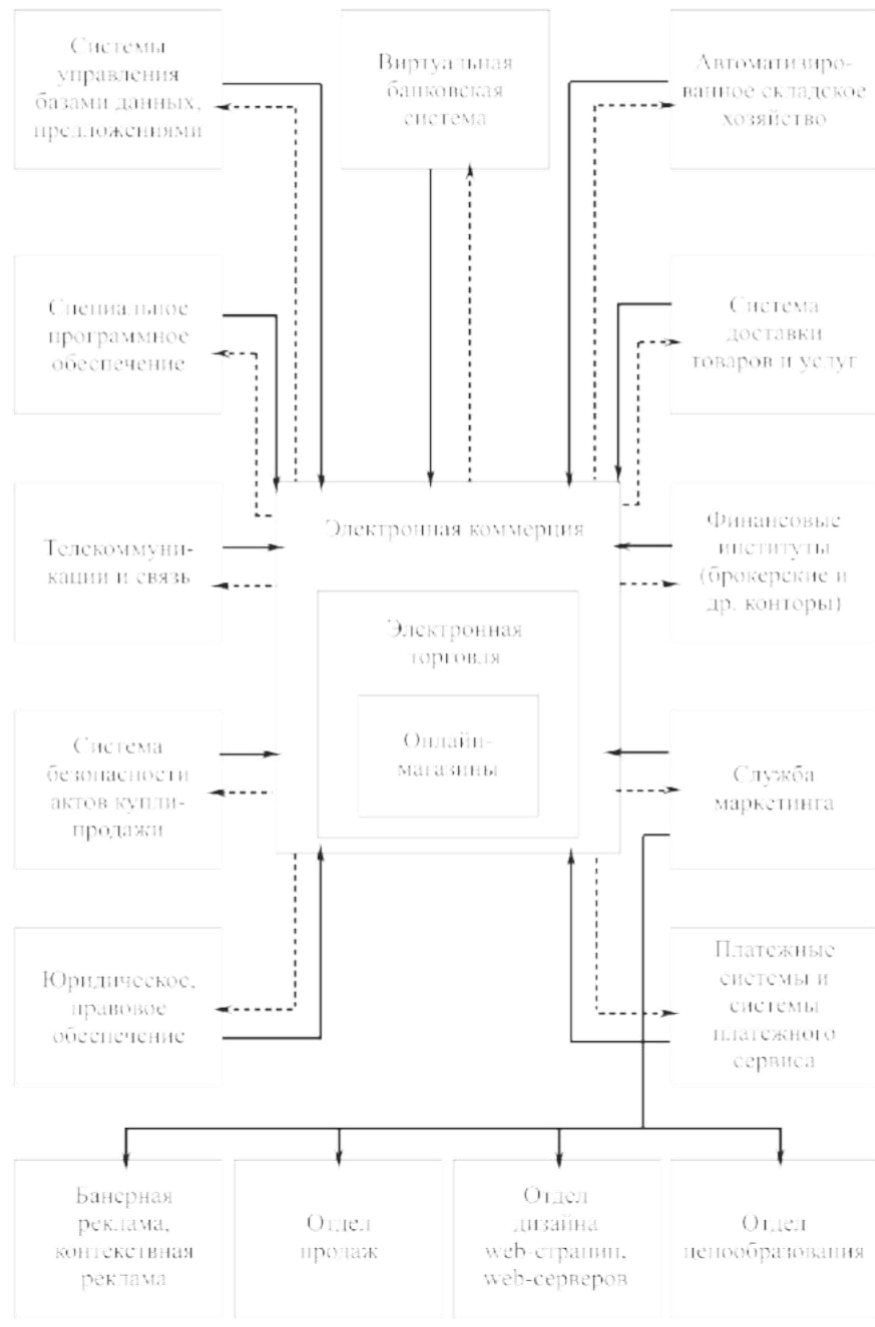 Системы
управления
базами данных,
предложениями
Виртуальная
банковская
система
Автоматизиро-
ванное складское
хозяйство
Специальное
программное
обеспечение
Система
доставки
товаров и услуг
Телекоммуни-
кации и связь
Электронная коммерция
Финансовые
институты
(брокерские и
др. конторы)
Электронная
торговля
Онлайн-
магазины
Система
безопасности
актов купли-
продажи
Служба
маркетинга
Юридическое,
правовое
обеспечение
Платежные
системы и
системы
платежного
сервиса
Банерная
реклама,
контекствная
реклама
Отдел
продаж
Отдел
дизайна
web-страниц,
web-серверов
Отдел
ценообразования